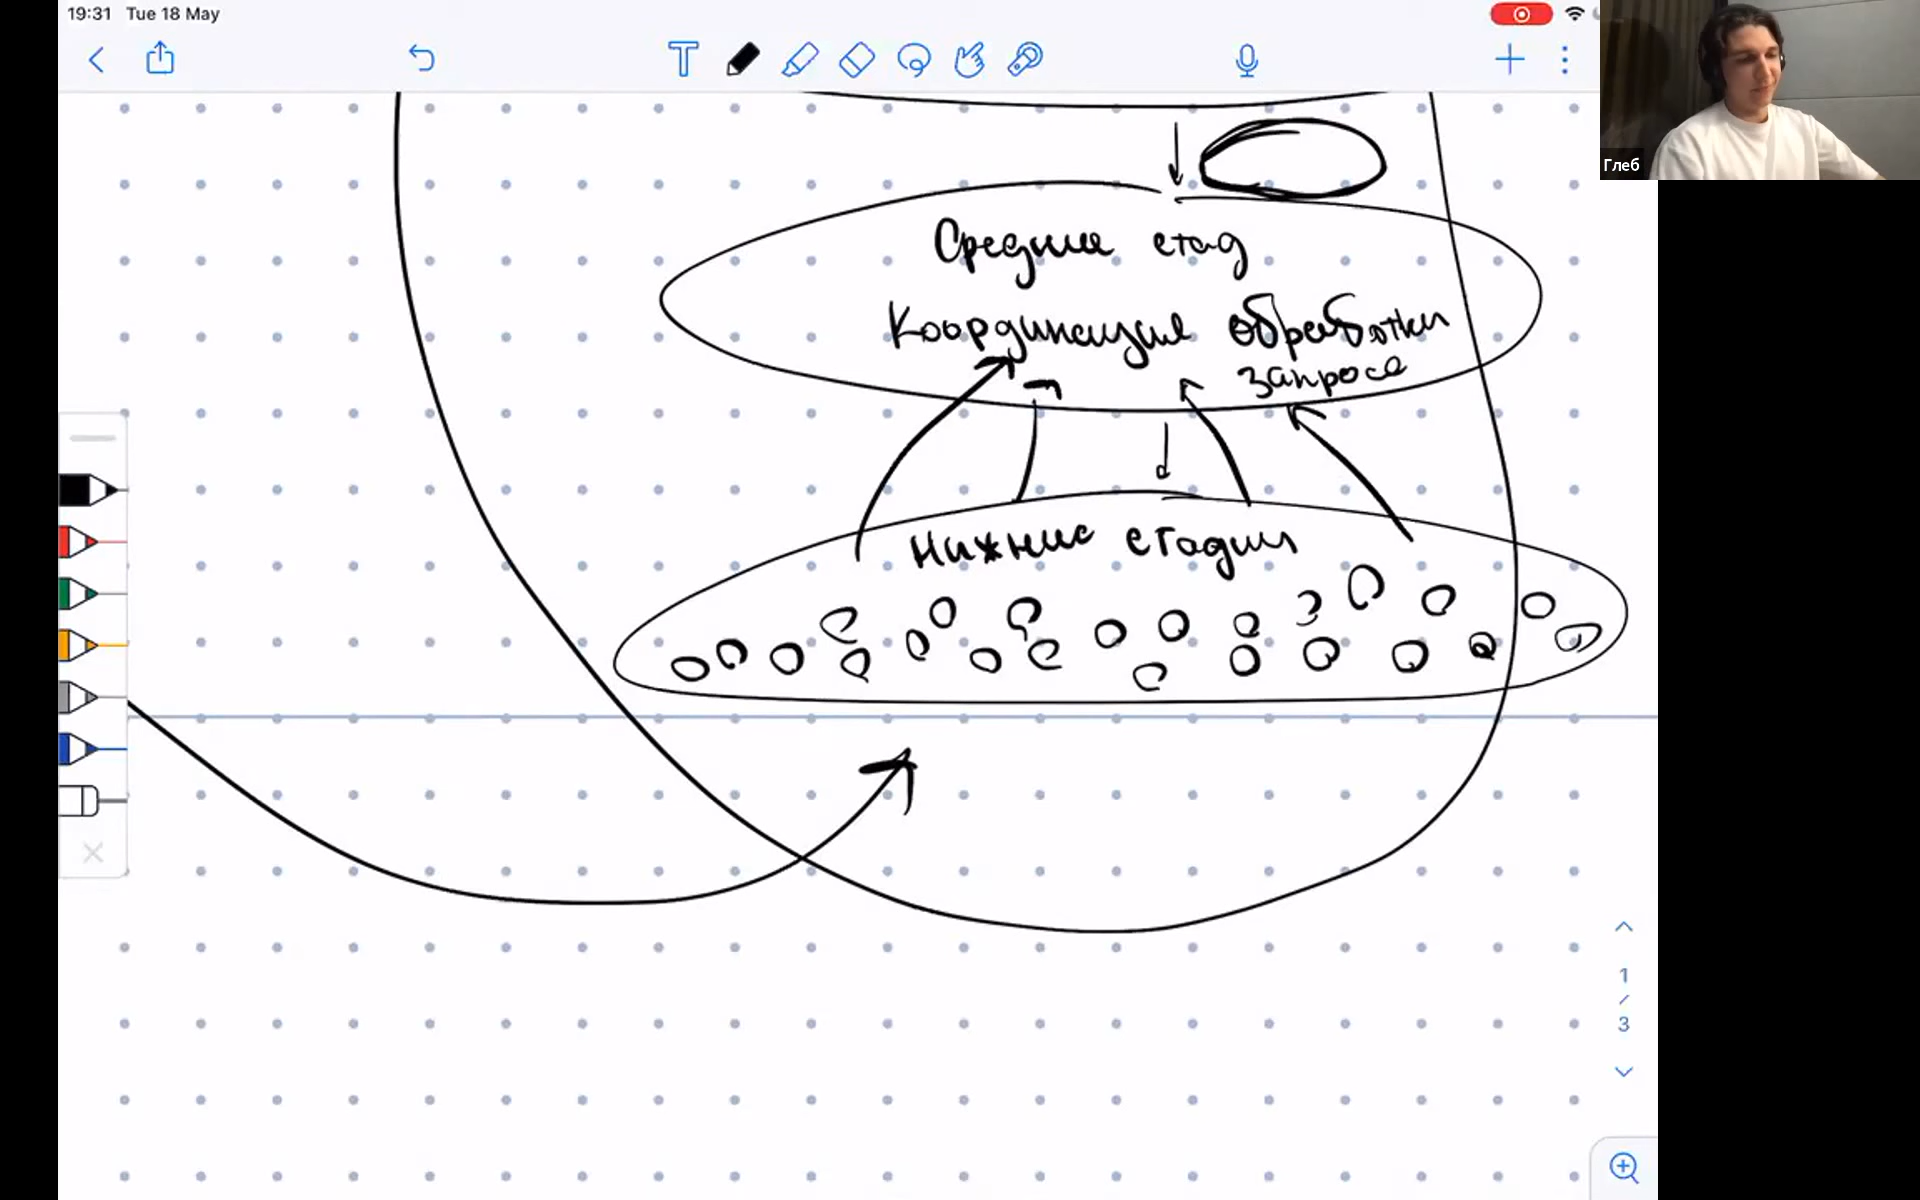 19:31 Tue 18 May
T
Глеб
Средние стад
Координация обработки
запроса
Нижние стадии
1
/
3